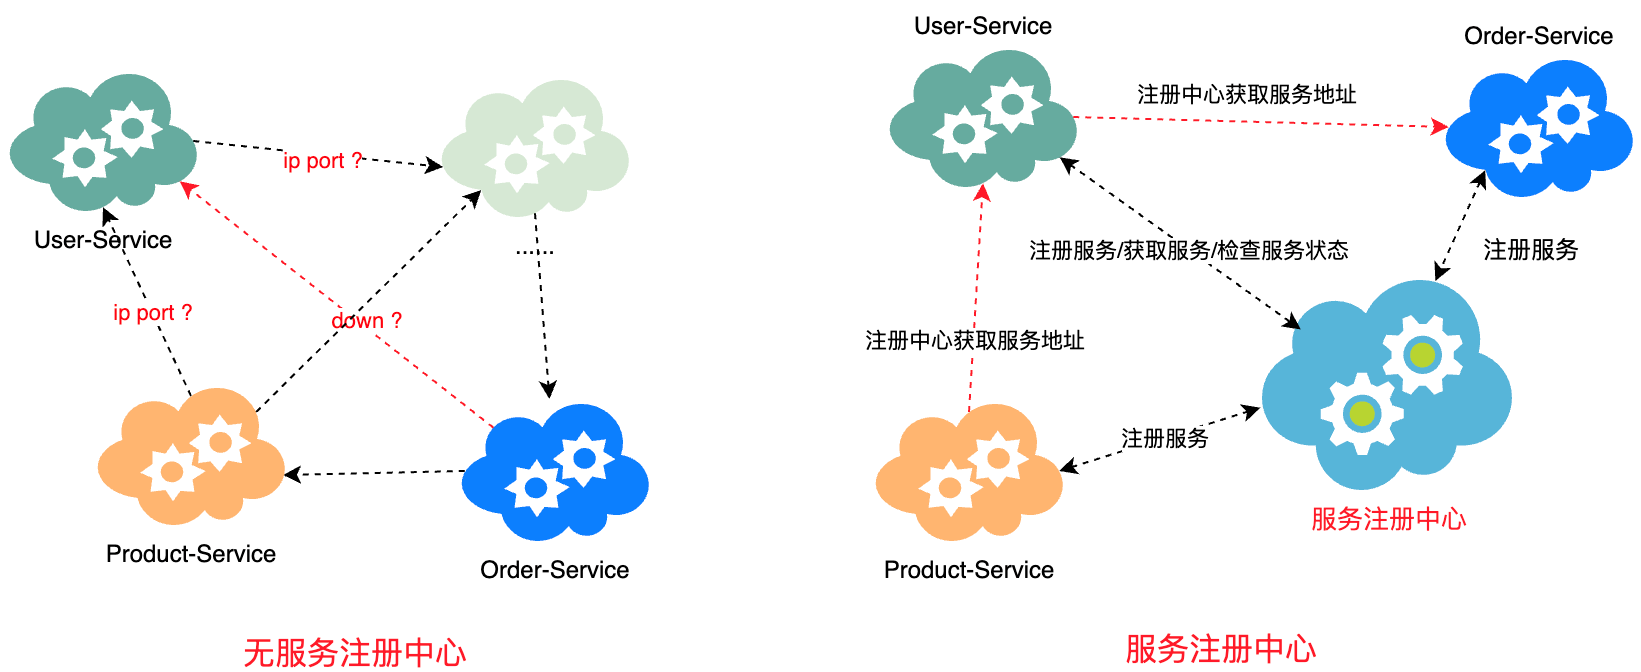 ip port ?
User-Service
......
ip port ?
down ?
Product-Service
Order-Service
无服务注册中心
User-Service
Order-Service
注册中心获取服务地址
注册服务/获取服务/检查服务状态
注册服务
注册中心获取服务地址
注册服务
服务注册中心
Product-Service
服务注册中心